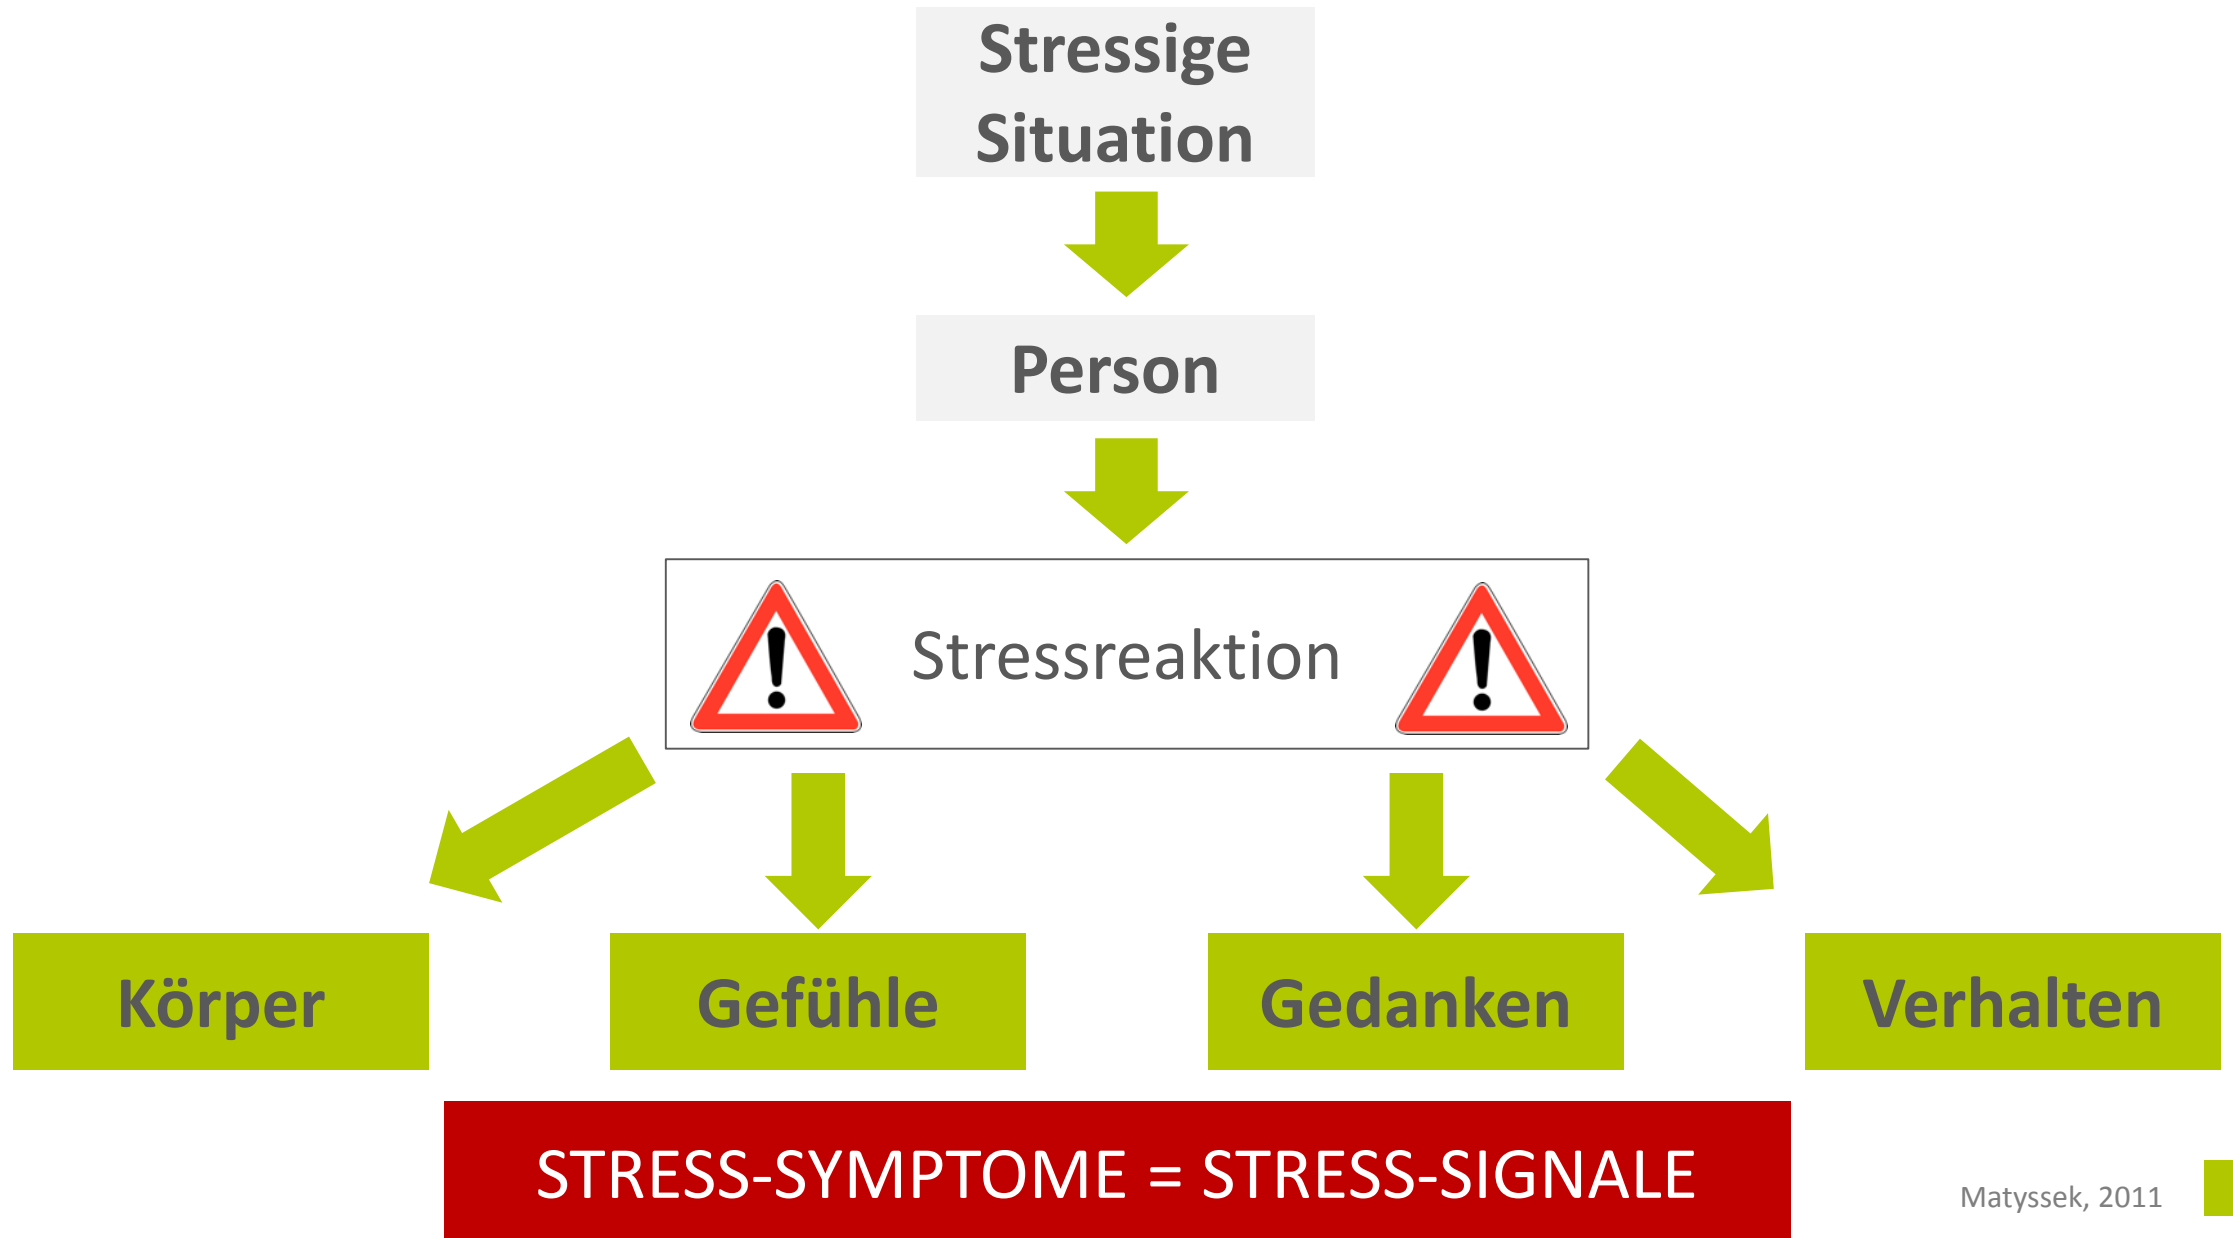 Stressige
Situation
Person
Stressreaktion
Körper
Gefühle
Gedanken
Verhalten
STRESS-SYMPTOME = STRESS-SIGNALE
Matyssek, 2011